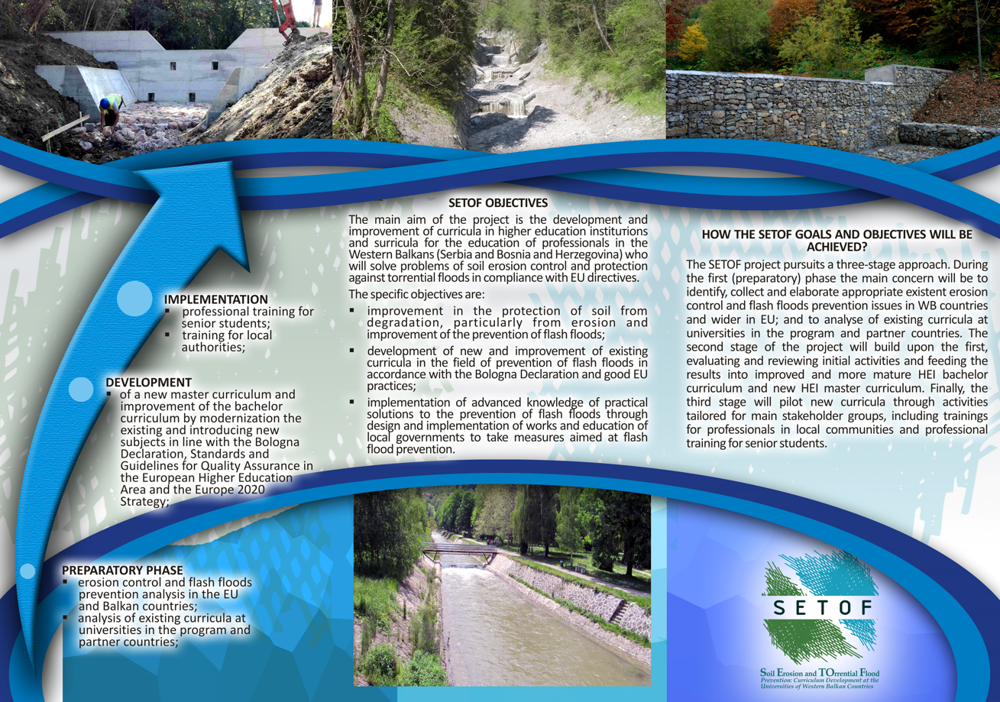 IMPLEMENTATION
▪ professional training for
senior students;
▪ training for local
authorities;
DEVELOPMENT
▪ of a new master curriculum and
improvement of the bachelor
curriculum by modernization the
existing and introducing new
subjects in line with the Bologna
Declaration, Standards and
Guidelines for Quality Assurance in
the European Higher Education
Area and the Europe 2020
Strategy;
PREPARATORY PHASE
▪ erosion control and flash floods
prevention analysis in the EU
and Balkan countries;
▪ analysis of existing curricula at
universities in the program and
partner countries;
SETOF OBJECTIVES
The main aim of the project is the development and
improvement of curricula in higher education institurions
and surricula for the education of professionals in the
Western Balkans (Serbia and Bosnia and Herzegovina) who
will solve problems of soil erosion control and protection
against torrential floods in compliance with EU directives.
The specific objectives are:
▪ improvement in the protection of soil from
degradation, particularly from erosion and
improvement of the prevention of flash floods;
▪ development of new and improvement of existing
curricula in the field of prevention of flash floods in
accordance with the Bologna Declaration and good EU
practices;
▪ implementation of advanced knowledge of practical
solutions to the prevention of flash floods through
design and implementation of works and education of
local governments to take measures aimed at flash
flood prevention.
HOW THE SETOF GOALS AND OBJECTIVES WILL BE
ACHIEVED?
The SETOF project pursuits a three-stage approach. During
the first (preparatory) phase the main concern will be to
identify, collect and elaborate appropriate existent erosion
control and flash floods prevention issues in WB countries
and wider in EU; and to analyse of existing curricula at
universities in the program and partner countries. The
second stage of the project will build upon the first,
evaluating and reviewing initial activities and feeding the
results into improved and more mature HEI bachelor
curriculum and new HEI master curriculum. Finally, the
third stage will pilot new curricula through activities
tailored for main stakeholder groups, including trainings
for professionals in local communities and professional
training for senior students.
SETOF
Soil Erosion and TOrrential Flood
Prevention: Curriculum Development at the
Universities of Western Balkan Countries